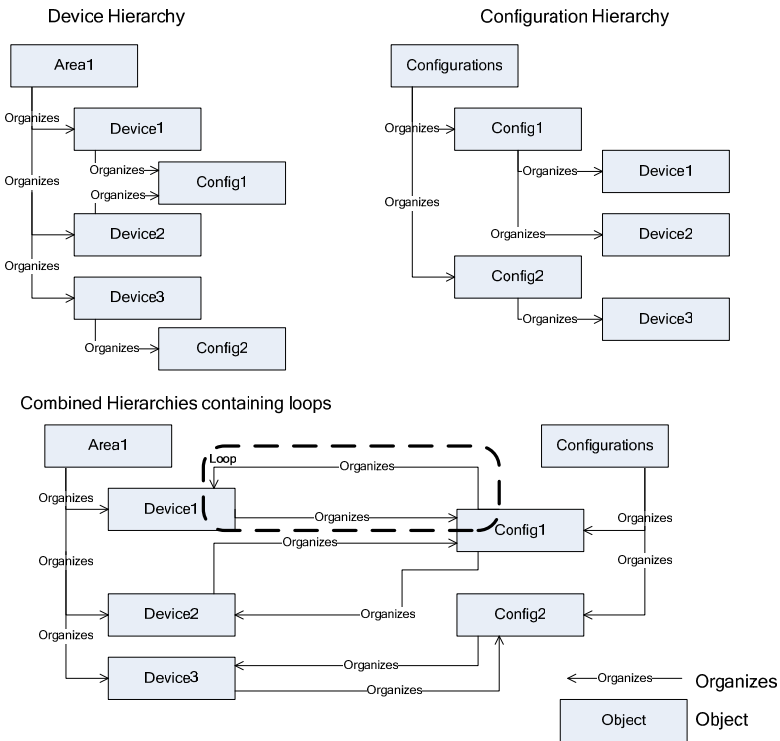 Device Hierarchy
Area1
Organizes
Device1
Organizes
Config1
Organizes
Organizes
Device2
Organizes
Device3
Organizes
Config2
Configuration Hierarchy
Configurations
Organizes
Config1
Organizes
Device1
Organizes
Organizes
Device2
Config2
Organizes
Device3
Combined Hierarchies containing loops
Area1
Configurations
Loop
Organizes
Organizes
Device1
Organizes
Organizes
Config1
Organizes
Organizes
Organizes
Device2
Organizes
Config2
Organizes
Organizes
Device3
Organizes
Organizes
Organizes
Object
Object